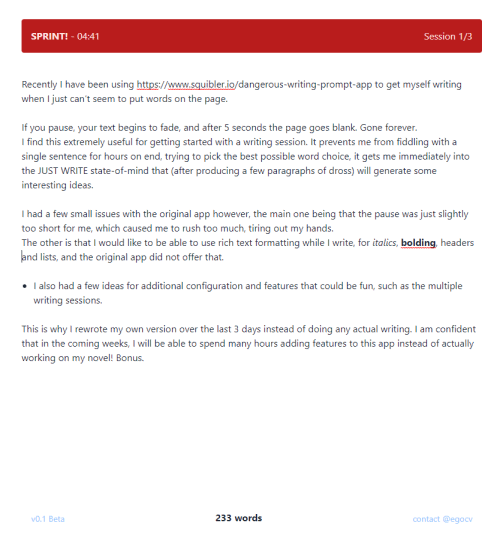 SPRINT! - 04:41
Session 1/3
Recently I have been using https://www.squibler.io/dangerous-writing-prompt-app to get myself writing
when I just can't seem to put words on the page.
If you pause, your text begins to fade, and after 5 seconds the page goes blank. Gone forever.
I find this extremely useful for getting started with a writing session. It prevents me from fiddling with a
single sentence for hours on end, trying to pick the best possible word choice, it gets me immediately into
the JUST WRITE state-of-mind that (after producing a few paragraphs of dross) will generate some
interesting ideas.
I had a few small issues with the original app however, the main one being that the pause was just slightly
too short for me, which caused me to rush too much, tiring out my hands.
The other is that I would like to be able to use rich text formatting while I write, for italics, bolding, headers
and lists, and the original app did not offer that.
• I also had a few ideas for additional configuration and features that could be fun, such as the multiple
writing sessions.
This is why I rewrote my own version over the last 3 days instead of doing any actual writing. I am confident
that in the coming weeks, I will be able to spend many hours adding features to this app instead of actually
working on my novel! Bonus.
v0.1 Beta
233 words
contact @egocv